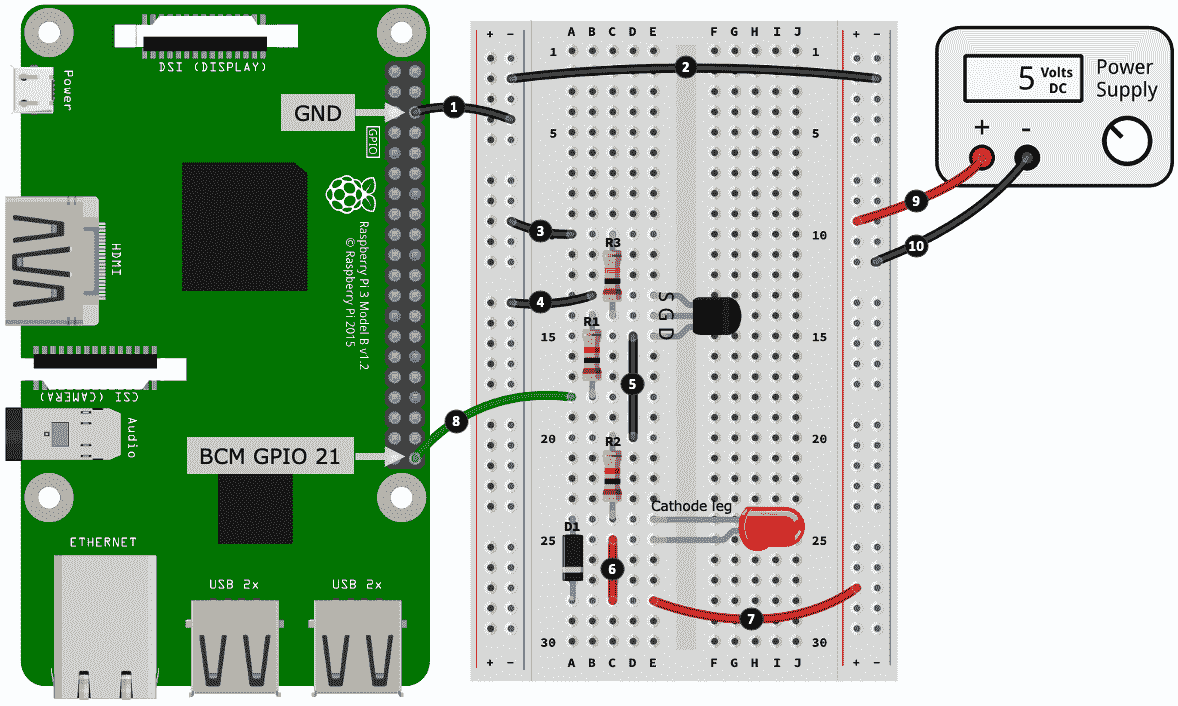 DSI (DISPLAY)
Power
GND
GPIO
HDMI
Raspberry Pi 3 Model B v1.2
© Raspberry Pi 2015
CSI (CAMERA)
Audio
BCM GPIO 21
ETHERNET
USB 2x
USB 2x
+ −
A B C D E
F G H I J
+ −
1
1
5
5
10
10
15
15
20
20
25
25
30
30
+ −
A B C D E
F G H I J
+ −
1
2
3
4
5
6
7
8
9
10
R3
R1
R2
D1
S
G
D
Cathode leg
5 Volts
DC
Power
Supply
+ -